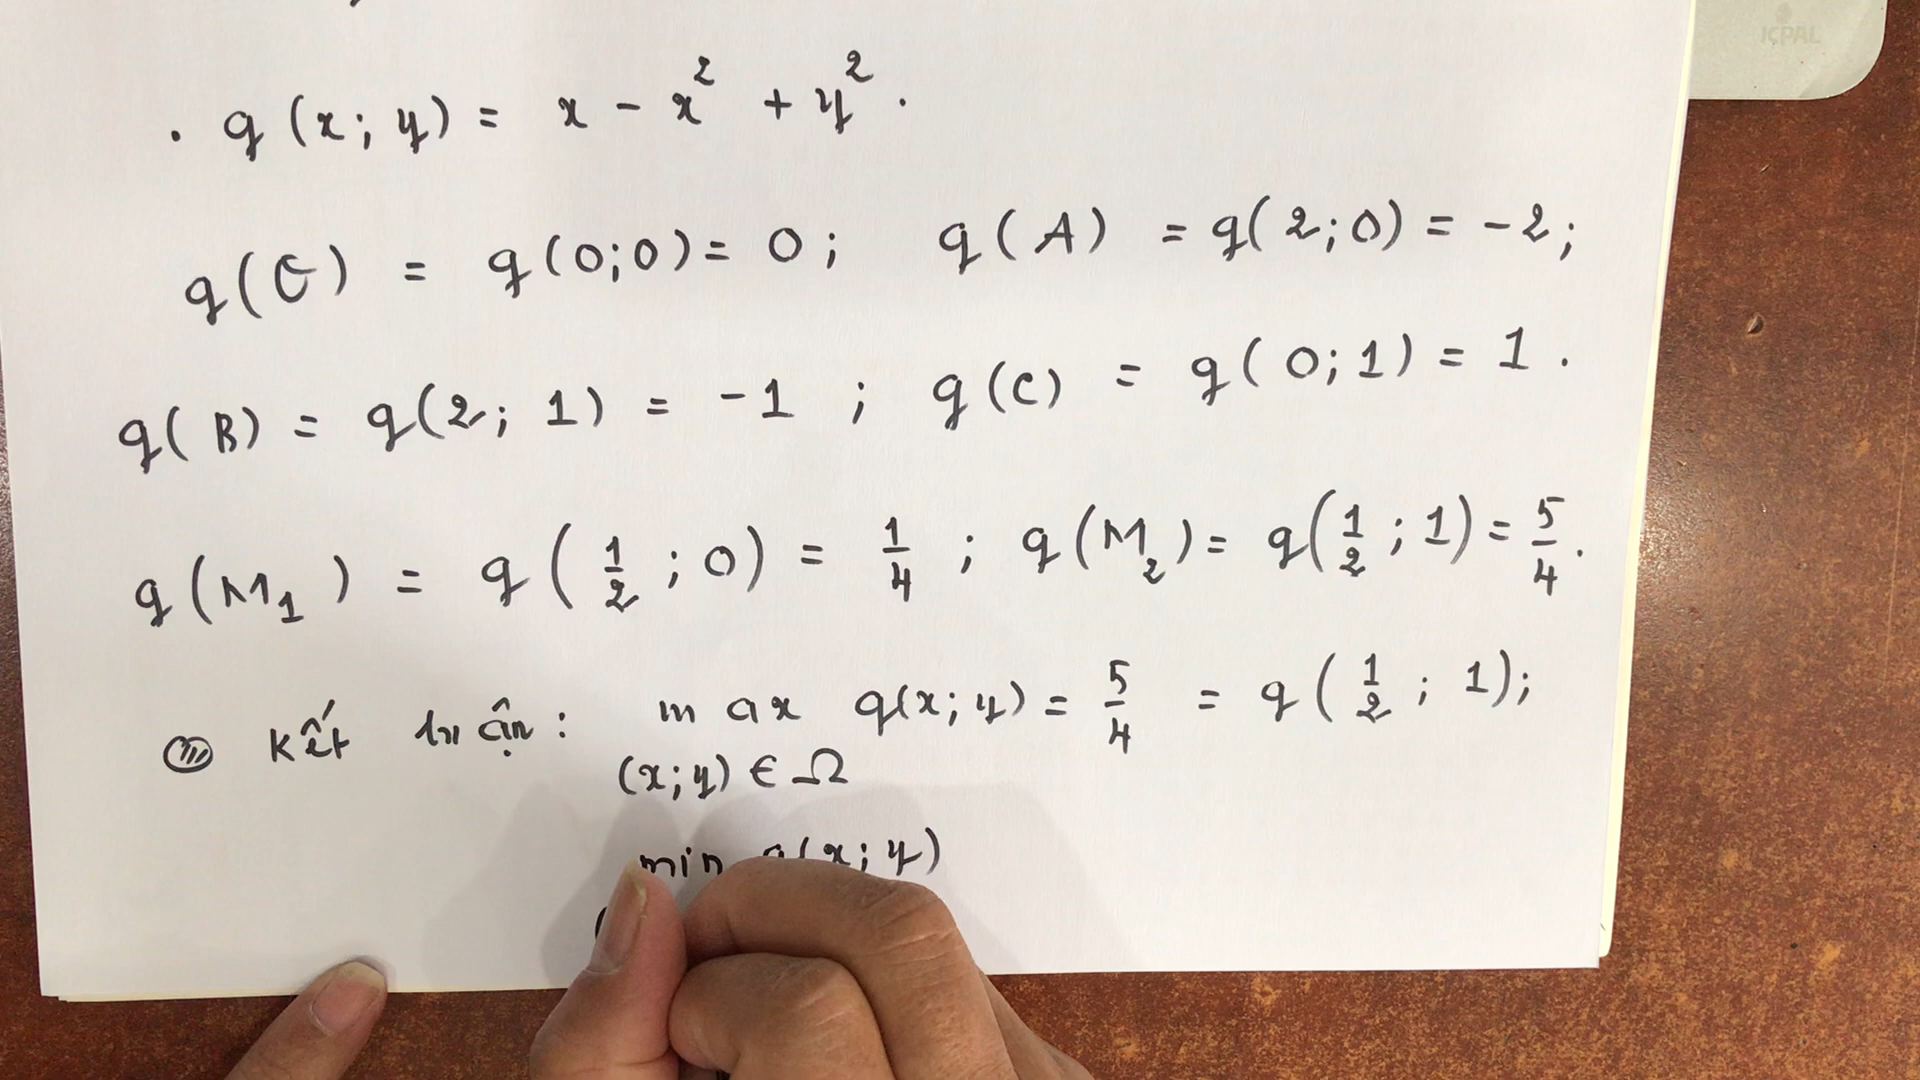 IÇPAL
. g (x; y) = x - x² + y² .
g(O) = g(0;0) = 0 ; g(A) = g(2;0) = -2 ;
g(B) = g(2; 1) = -1 ; g(C) = g(0;1) = 1 .
g(M₁) = g(1/2 ; 0) = 1/4 ; g(M₂) = g(1/2 ; 1) = 5/4 .
Kết luận : max g(x; y) = 5/4 = g(1/2 ; 1);
(x; y) ∈ Ω
min g(x; y)
(